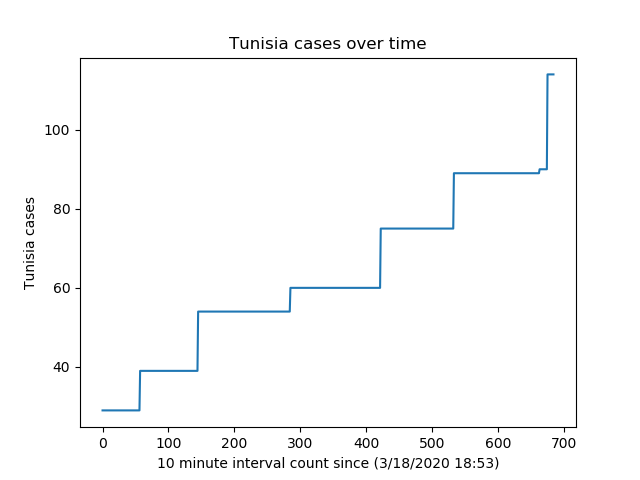 Tunisia cases over time
Tunisia cases
100
80
60
40
0 100 200 300 400 500 600 700
10 minute interval count since (3/18/2020 18:53)